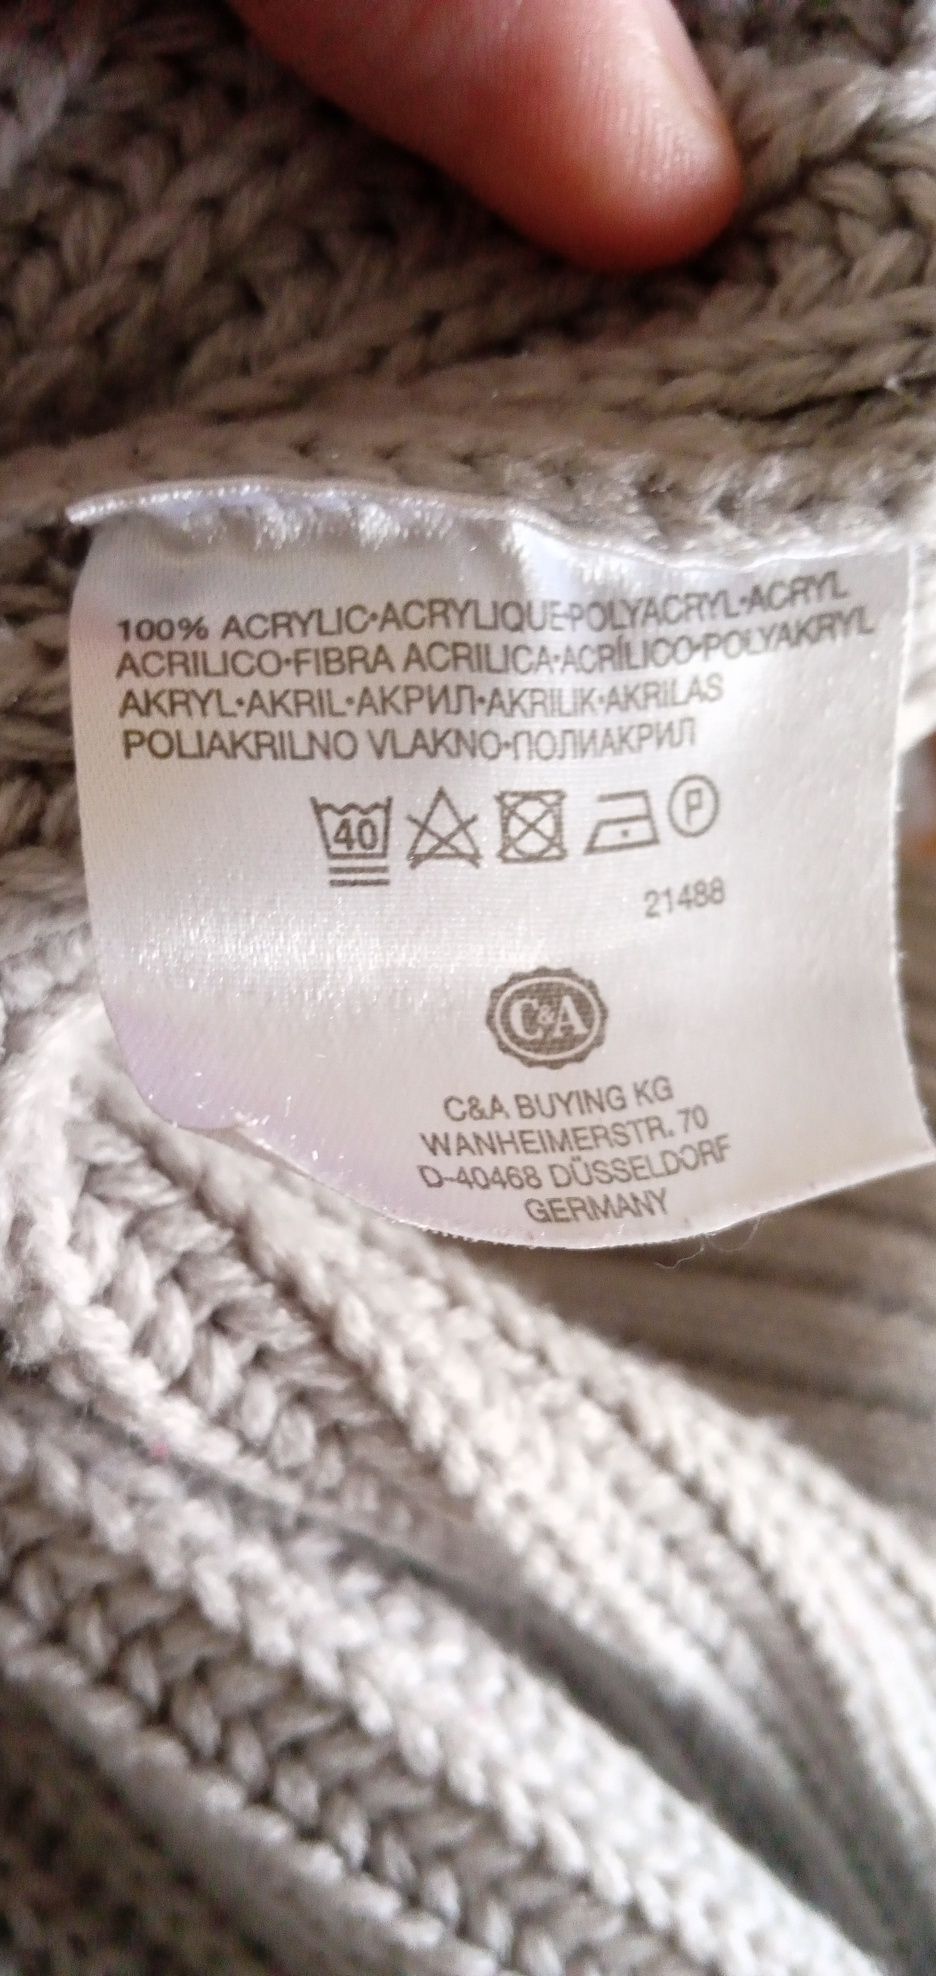 100% ACRYLIC•ACRYLIQUE•POLYACRYL•ACRYL
ACRILICO•FIBRA ACRILICA•ACRÍLICO•POLYAKRYL
AKRYL•AKRIL•АКРИЛ•AKRILIK•AKRILAS
POLIAKRILNO VLAKNO•ПОЛИАКРИЛ
40 P
21488
C&A
C&A BUYING KG
WANHEIMERSTR. 70
D-40468 DÜSSELDORF
GERMANY